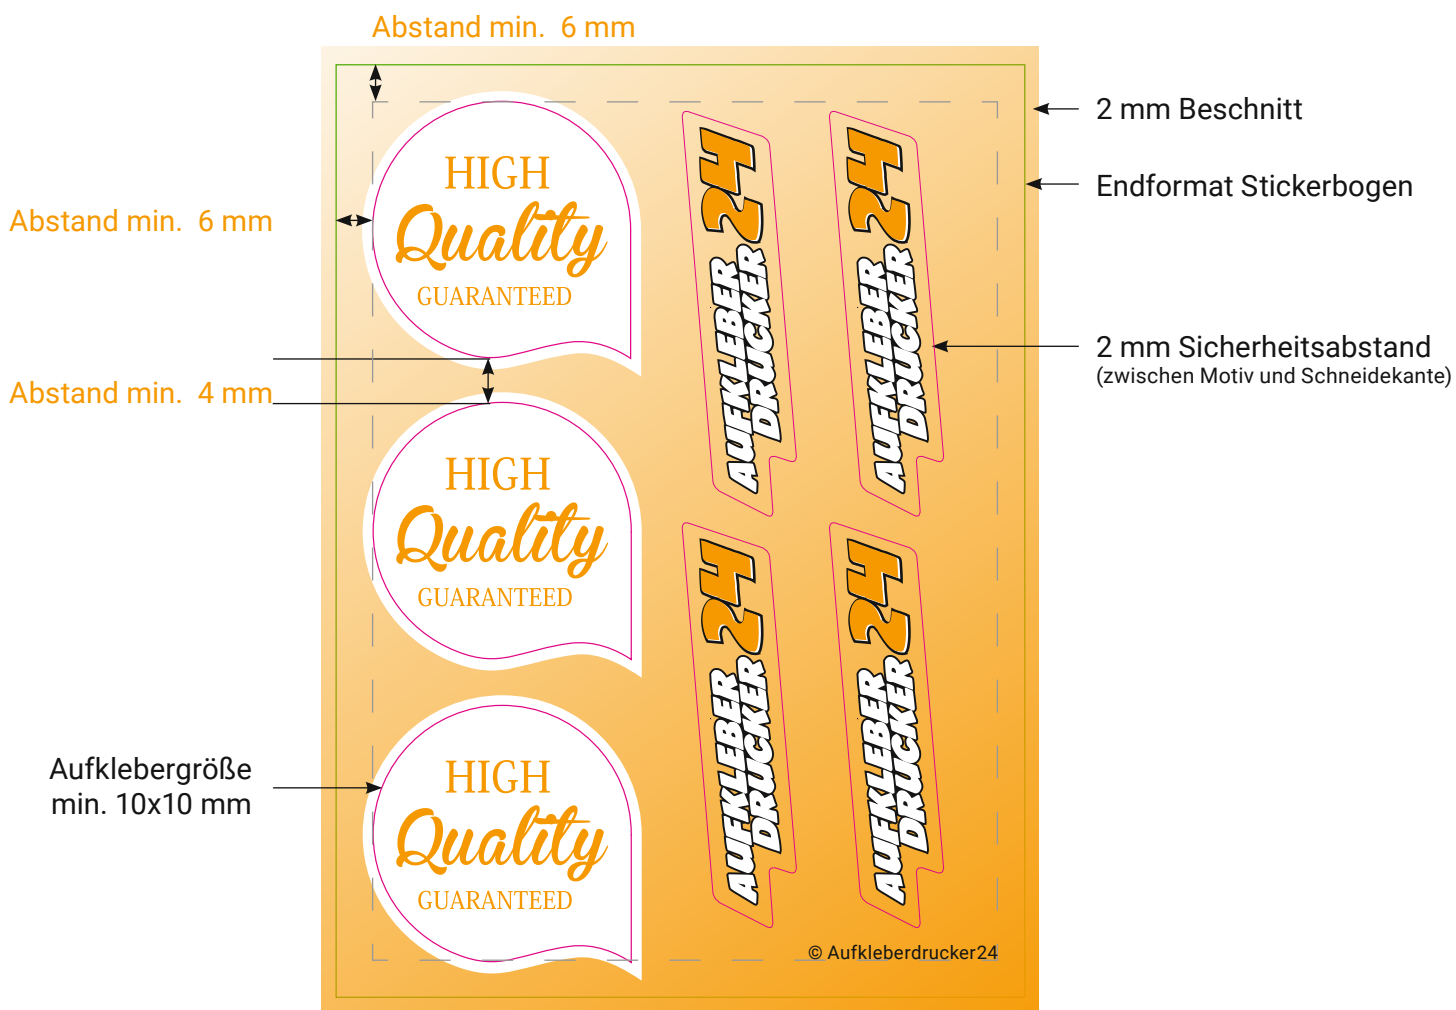 Abstand min. 6 mm
2 mm Beschnitt
Endformat Stickerbogen
Abstand min. 6 mm
2 mm Sicherheitsabstand
(zwischen Motiv und Schneidekante)
Abstand min. 4 mm
Aufklebergröße
min. 10x10 mm
HIGH
Quality
GUARANTEED
HIGH
Quality
GUARANTEED
HIGH
Quality
GUARANTEED
AUFKLEBER
DRUCKER 24
AUFKLEBER
DRUCKER 24
AUFKLEBER
DRUCKER 24
AUFKLEBER
DRUCKER 24
© Aufkleberdrucker24